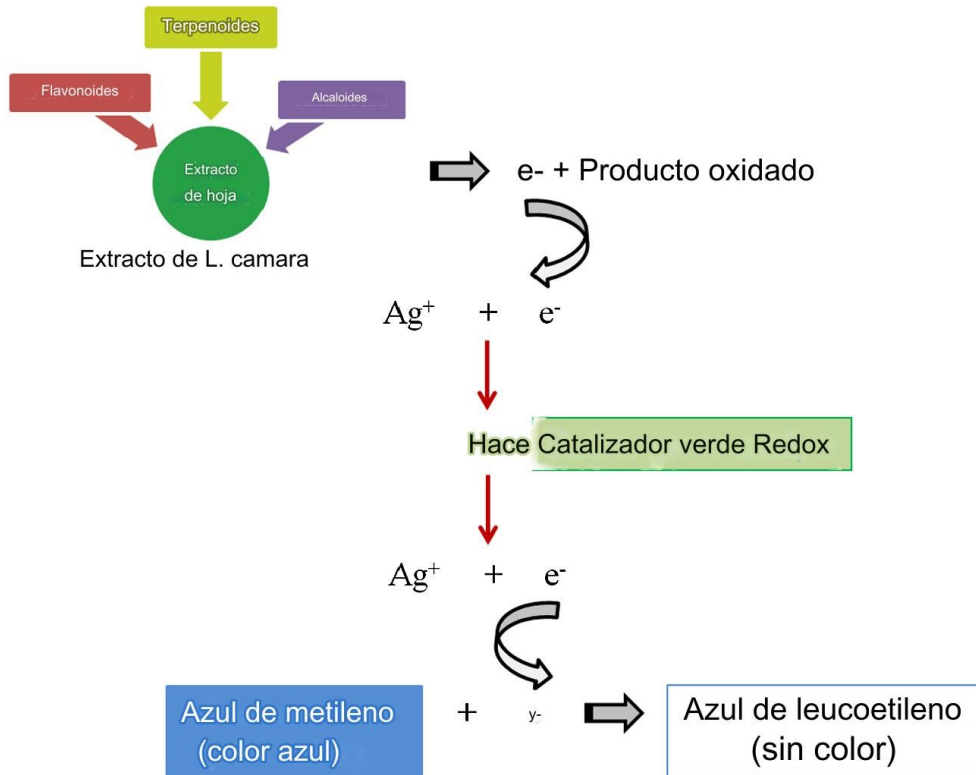 Terpenoides
Flavonoides
Alcaloides
Extracto
de hoja
Extracto de L. camara
e- + Producto oxidado
Ag⁺ + e⁻
Hace Catalizador verde Redox
Ag⁺ + e⁻
Azul de metileno
(color azul)
+ y-
Azul de leucoetileno
(sin color)